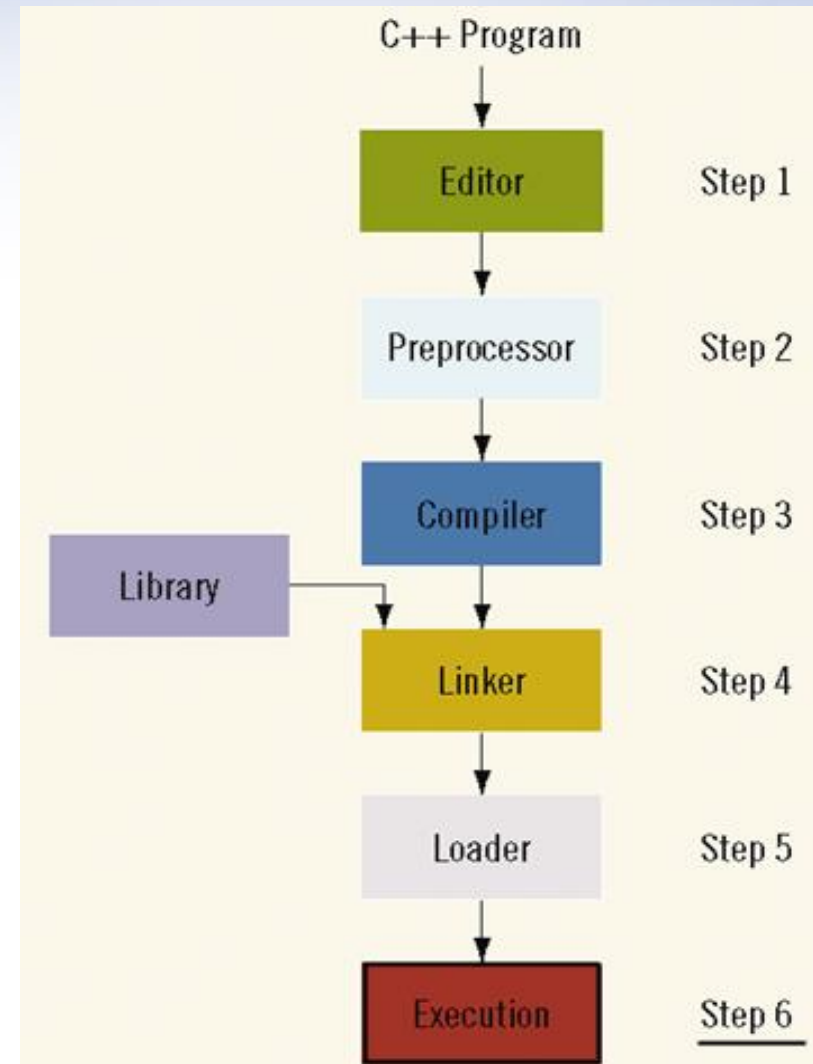 C++ Program
Editor Step 1
Preprocessor Step 2
Compiler Step 3
Library
Linker Step 4
Loader Step 5
Execution Step 6